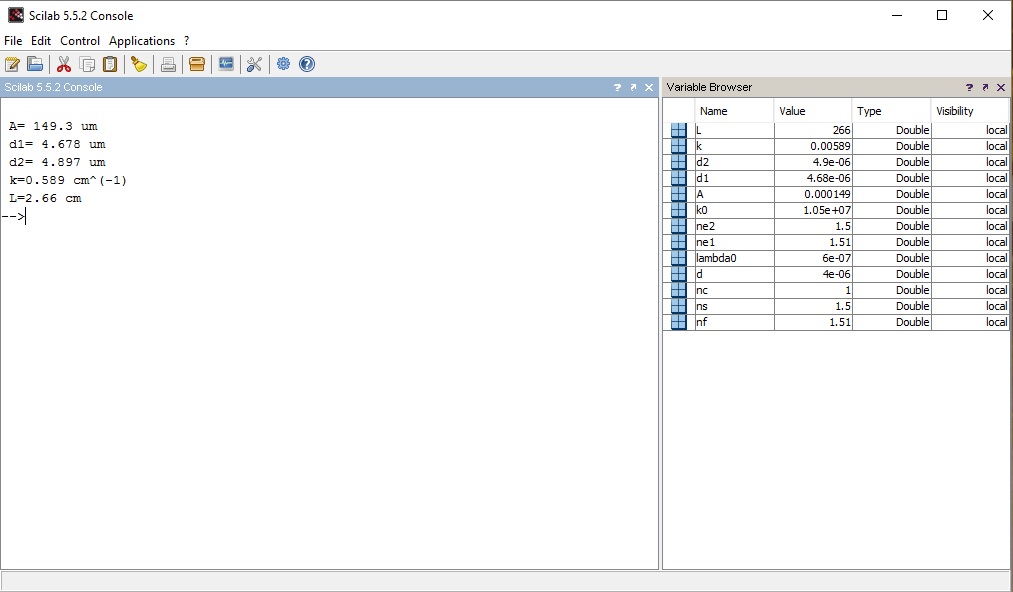 Scilab 5.5.2 Console
File Edit Control Applications ?
Scilab 5.5.2 Console ?
Variable Browser ?
A= 149.3 um
d1= 4.678 um
d2= 4.897 um
k=0.589 cm^(-1)
L=2.66 cm
-->
Name Value Type Visibility
L 266 Double local
k 0.00589 Double local
d2 4.9e-06 Double local
d1 4.68e-06 Double local
A 0.000149 Double local
k0 1.05e+07 Double local
ne2 1.5 Double local
ne1 1.51 Double local
lambda0 6e-07 Double local
d 4e-06 Double local
nc 1 Double local
ns 1.5 Double local
nf 1.51 Double local